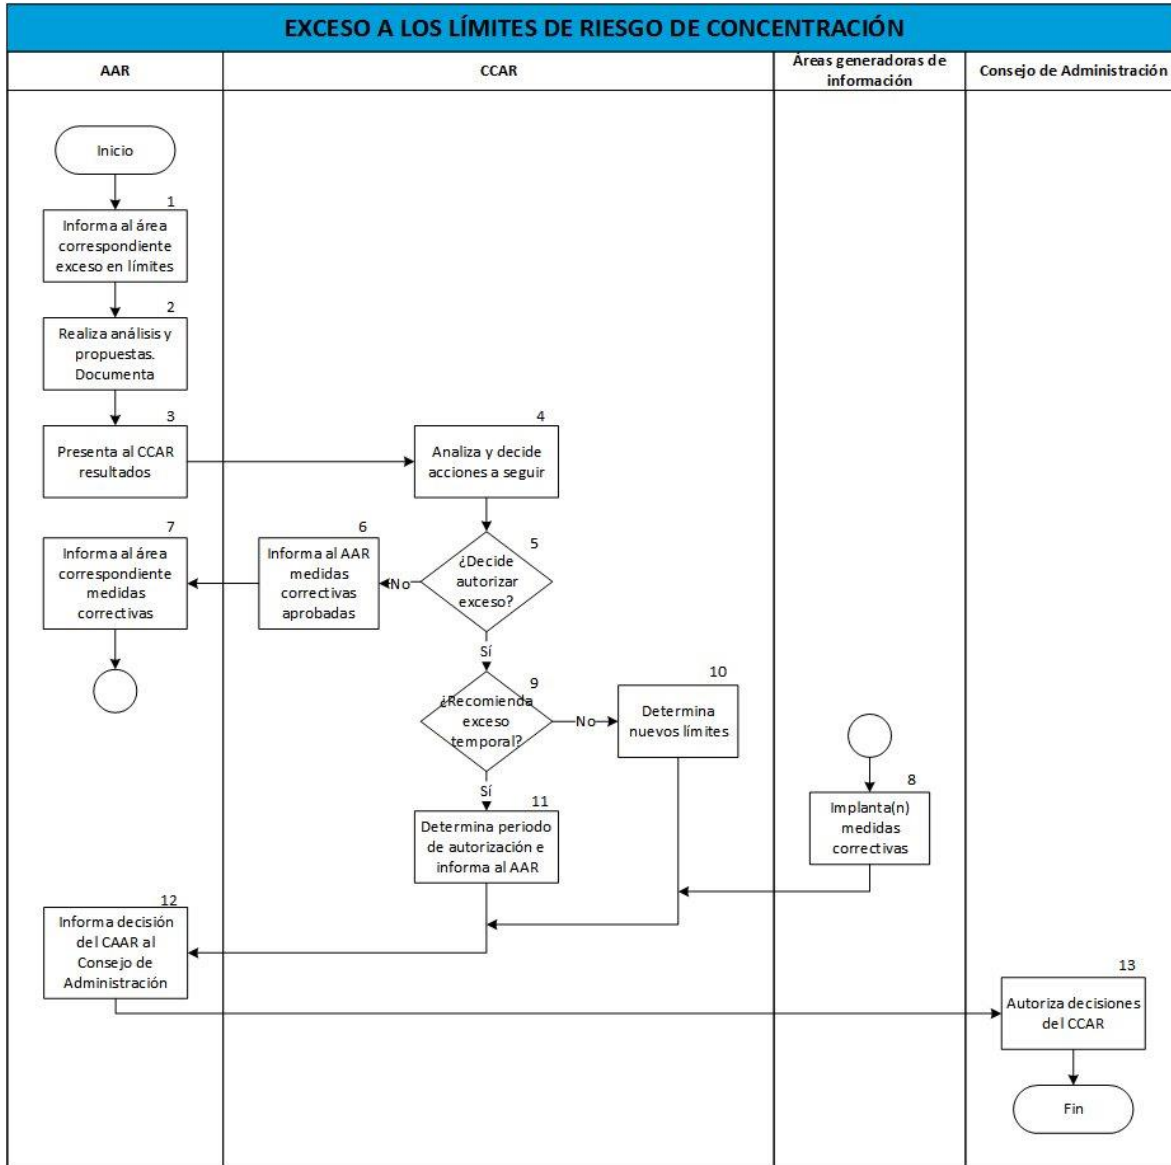 EXCESO A LOS LÍMITES DE RIESGO DE CONCENTRACIÓN
AAR
CCAR
Áreas generadoras de
información
Consejo de Administración
Inicio
1
Informa al área
correspondiente
exceso en límites
2
Realiza análisis y
propuestas.
Documenta
3
Presenta al CCAR
resultados
4
Analiza y decide
acciones a seguir
5
¿Decide
autorizar
exceso?
No
Sí
6
Informa al AAR
medidas
correctivas
aprobadas
7
Informa al área
correspondiente
medidas
correctivas
8
Implanta(n)
medidas
correctivas
9
¿Recomienda
exceso
temporal?
No
Sí
10
Determina
nuevos límites
11
Determina periodo
de autorización e
informa al AAR
12
Informa decisión
del CAAR al
Consejo de
Administración
13
Autoriza decisiones
del CCAR
Fin